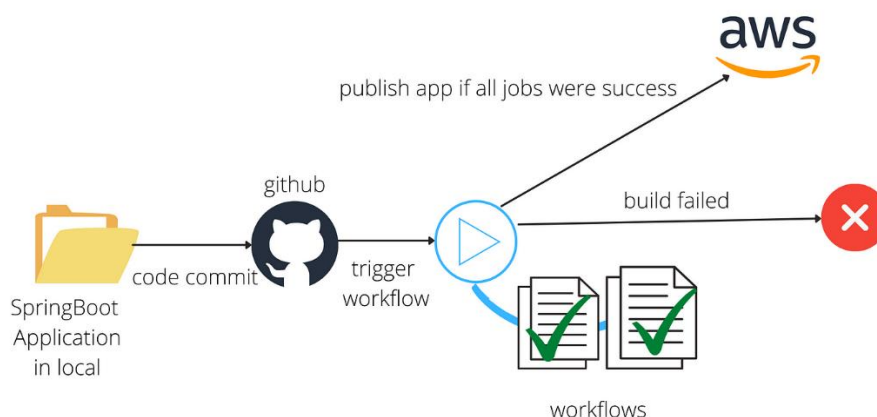 aws
publish app if all jobs were success
github
build failed
code commit
trigger
workflow
SpringBoot
Application
in local
workflows